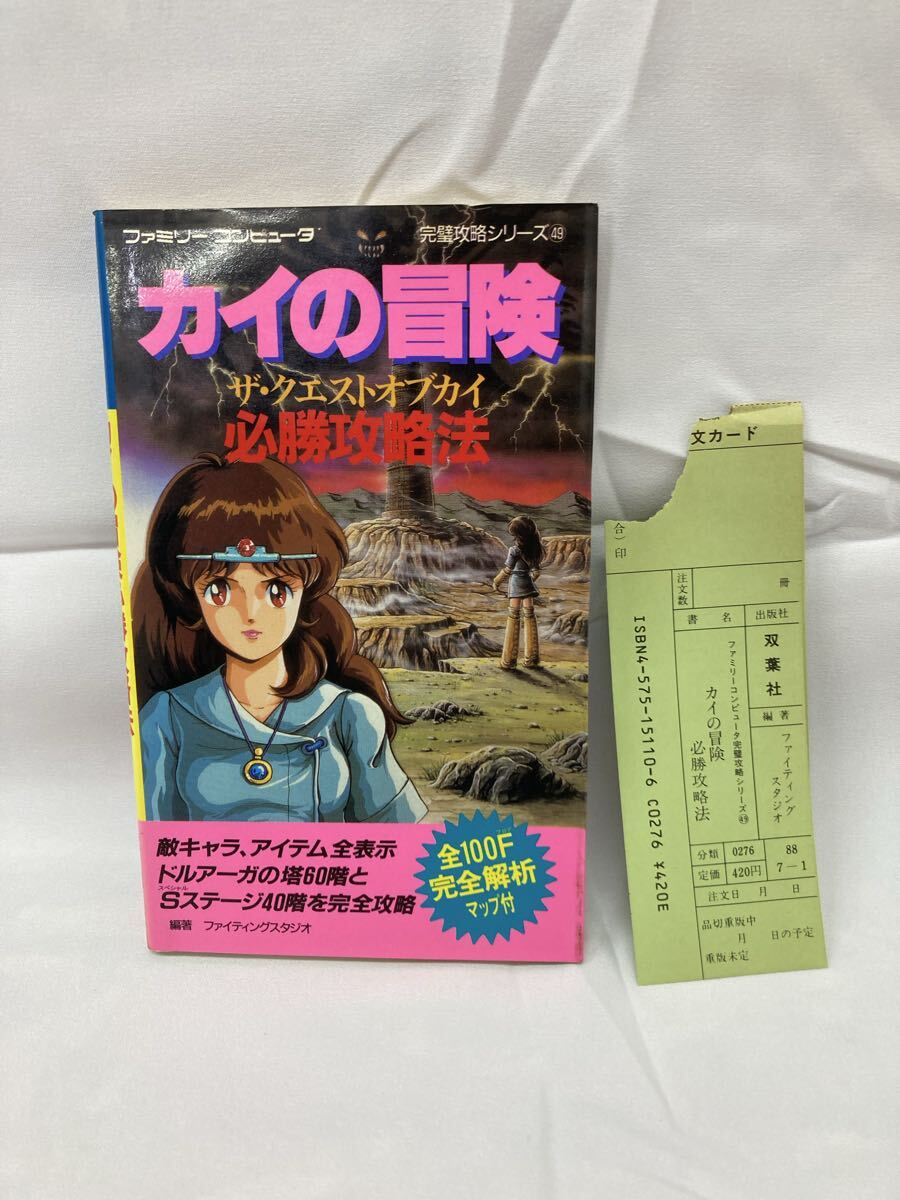 ファミリーコンピュータ
完璧攻略シリーズ㊾
カイの冒険
ザ・クエストオブカイ
必勝攻略法
敵キャラ、アイテム全表示
ドルアーガの塔60階と
スペシャル
Sステージ40階を完全攻略
編著 ファイティングスタジオ
フロア
全100F
完全解析
マップ付
文カード
合）
印
注文数
冊
書名
出版社
ファミリーコンピュータ完璧攻略シリーズ㊾
カイの冒険
必勝攻略法
双葉社
編著
ファイティング
スタジオ
分類 0276
88
定価 420円
7-1
注文日 月 日
品切重版中
月 日の予定
重版未定
ISBN4-575-15110-6 C0276 ¥420E